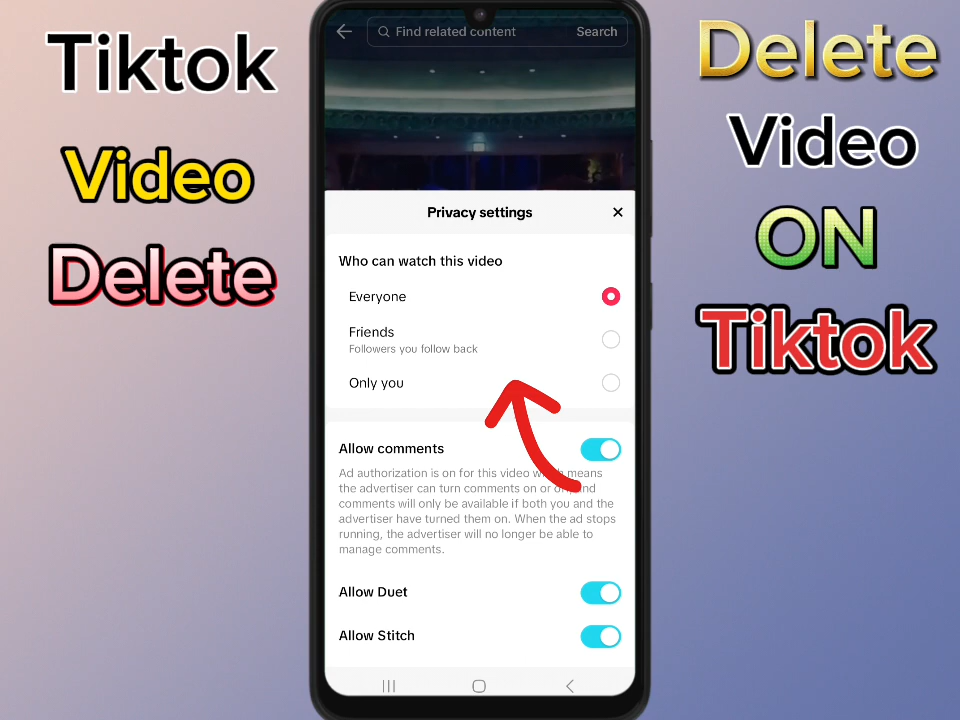 Tiktok
Video
Delete
Find related content Search
Privacy settings
Who can watch this video
Everyone
Friends
Followers you follow back
Only you
Allow comments
Ad authorization is on for this video which means
the advertiser can turn comments on or off, and
comments will only be available if both you and the
advertiser have turned them on. When the ad stops
running, the advertiser will no longer be able to
manage comments.
Allow Duet
Allow Stitch
Delete
Video
ON
Tiktok